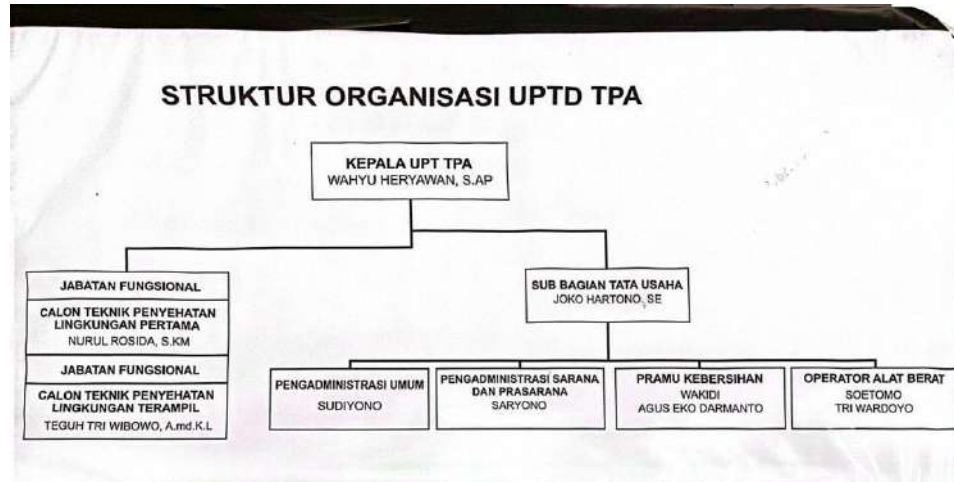 STRUKTUR ORGANISASI UPTD TPA
KEPALA UPT TPA
WAHYU HERYAWAN, S.AP
JABATAN FUNGSIONAL
CALON TEKNIK PENYEHATAN
LINGKUNGAN PERTAMA
NURUL ROSIDA, S.KM
JABATAN FUNGSIONAL
CALON TEKNIK PENYEHATAN
LINGKUNGAN TERAMPIL
TEGUH TRI WIBOWO, A.md.K.L
SUB BAGIAN TATA USAHA
JOKO HARTONO, SE
PENGADMINISTRASI UMUM
SUDIYONO
PENGADMINISTRASI SARANA
DAN PRASARANA
SARYONO
PRAMU KEBERSIHAN
WAKIDI
AGUS EKO DARMANTO
OPERATOR ALAT BERAT
SOETOMO
TRI WARDOYO